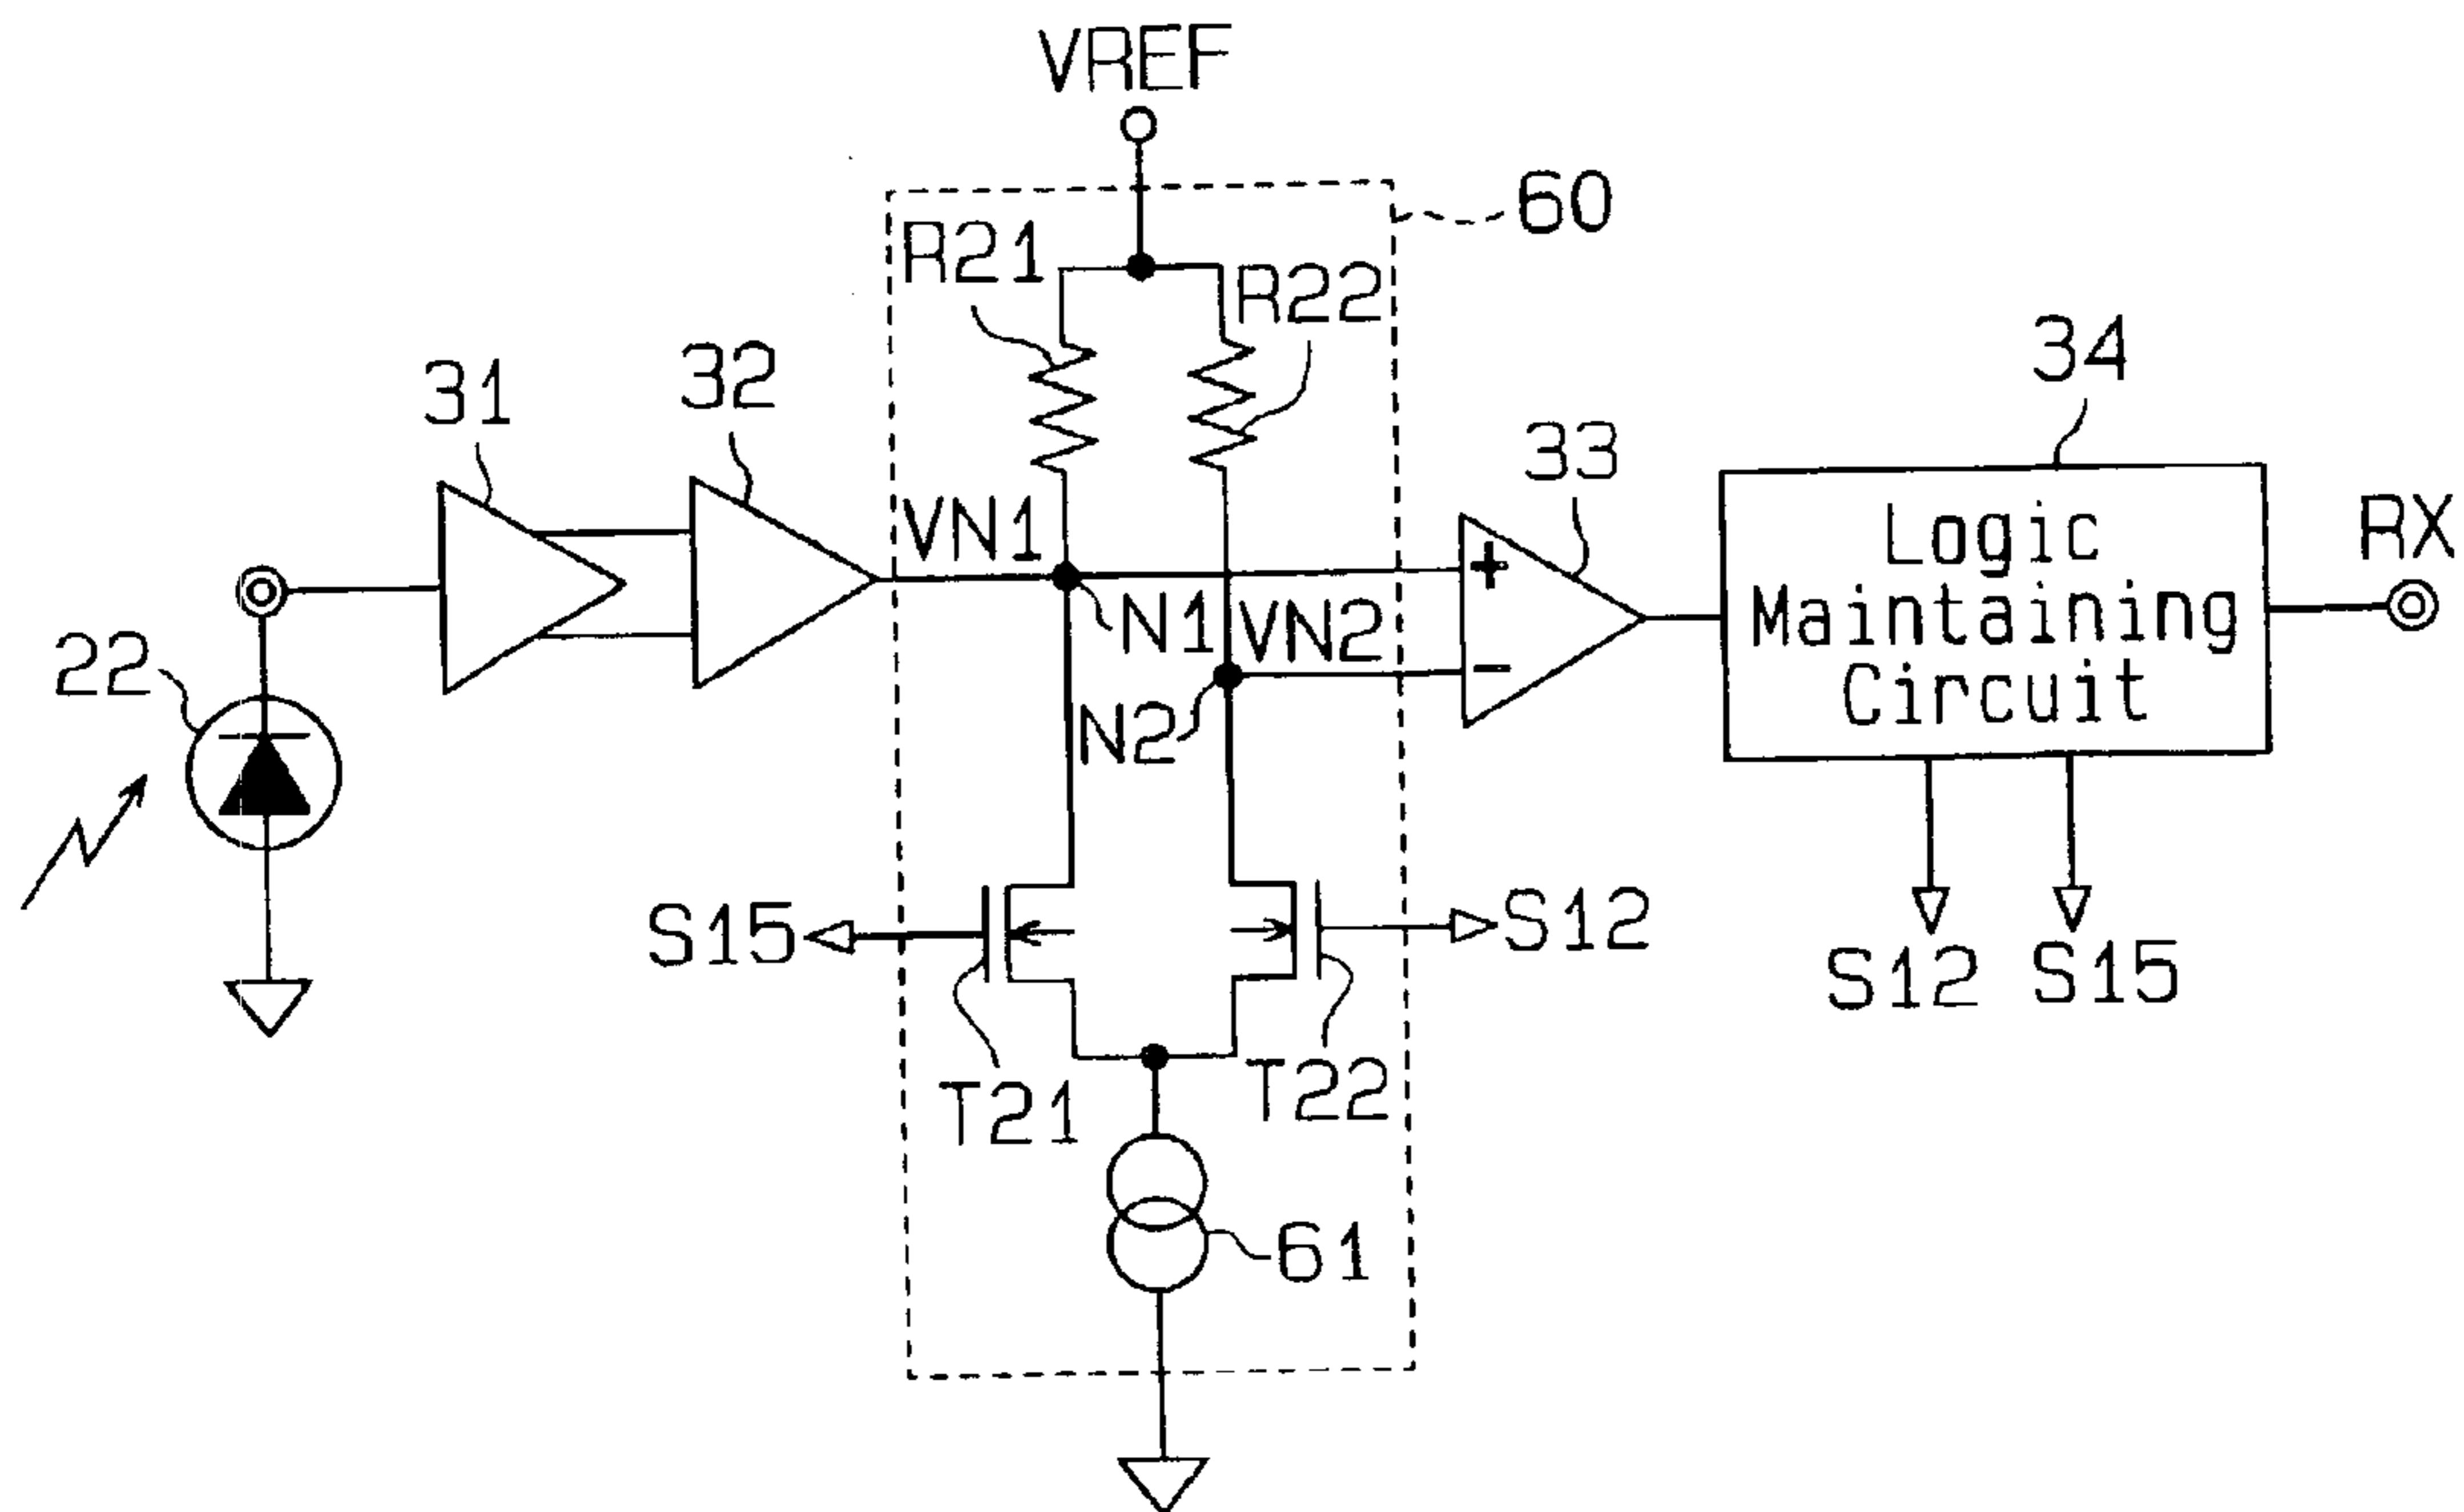 VREF
60
R21
R22
34
31
32
33
VN1
Logic
Maintaining
Circuit
RX
N1
VN2
22
N2
S15
S12
S12
S15
T21
T22
61
+
-